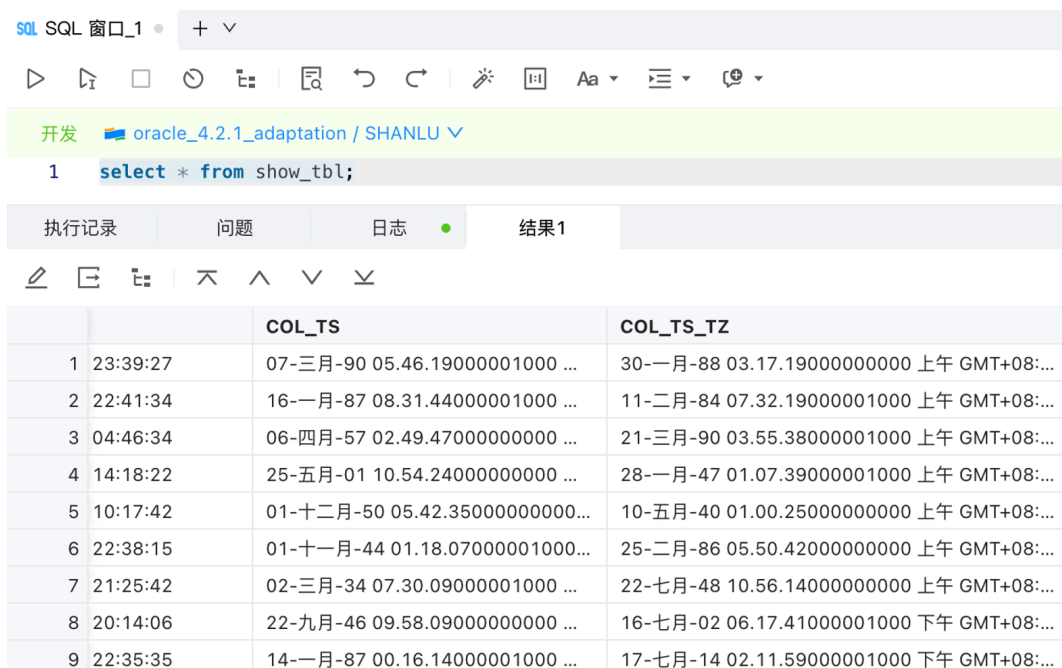 SQL SQL 窗口_1
Aa
开发 oracle_4.2.1_adaptation / SHANLU
1 select * from show_tbl;
执行记录 问题 日志 结果1
COL_TS COL_TS_TZ
1 23:39:27 07-三月-90 05.46.19000001000 ... 30-一月-88 03.17.19000000000 上午 GMT+08:...
2 22:41:34 16-一月-87 08.31.44000001000 ... 11-二月-84 07.32.19000001000 上午 GMT+08:...
3 04:46:34 06-四月-57 02.49.47000000000 ... 21-三月-90 03.55.38000001000 上午 GMT+08:...
4 14:18:22 25-五月-01 10.54.24000000000 ... 28-一月-47 01.07.39000001000 上午 GMT+08:...
5 10:17:42 01-十二月-50 05.42.35000000000... 10-五月-40 01.00.25000000000 上午 GMT+08:...
6 22:38:15 01-十一月-44 01.18.07000001000... 25-二月-86 05.50.42000000000 上午 GMT+08:...
7 21:25:42 02-三月-34 07.30.09000001000 ... 22-七月-48 10.56.14000000000 上午 GMT+08:...
8 20:14:06 22-九月-46 09.58.09000000000 ... 16-七月-02 06.17.41000001000 下午 GMT+08:...
9 22:35:35 14-一月-87 00.16.14000001000 ... 17-七月-14 02.11.59000001000 下午 GMT+08:...